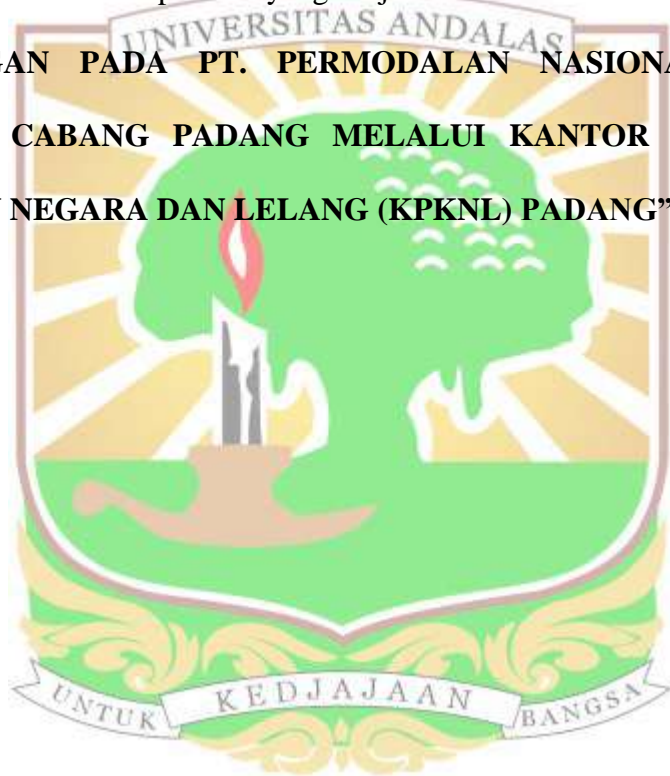 UNIVERSITAS ANDALAS
PADA PT. PERMODALAN
CABANG PADANG MELALUI KANTOR
NEGARA DAN LELANG (KPKNL) PADANG”
UNTUK KEDJAJAAN BANGSA